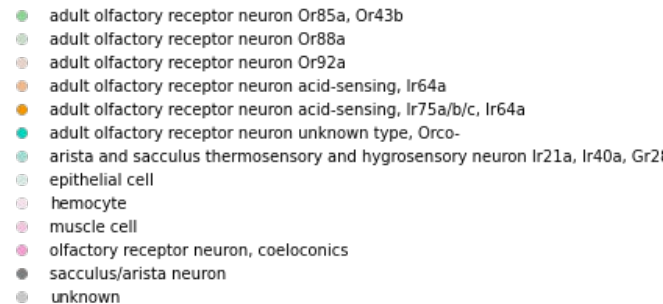 adult olfactory receptor neuron Or85a, Or43b
adult olfactory receptor neuron Or88a
adult olfactory receptor neuron Or92a
adult olfactory receptor neuron acid-sensing, Ir64a
adult olfactory receptor neuron acid-sensing, Ir75a/b/c, Ir64a
adult olfactory receptor neuron unknown type, Orco-
arista and sacculus thermosensory and hygrosensory neuron Ir21a, Ir40a, Gr28
epithelial cell
hemocyte
muscle cell
olfactory receptor neuron, coeloconics
sacculus/arista neuron
unknown